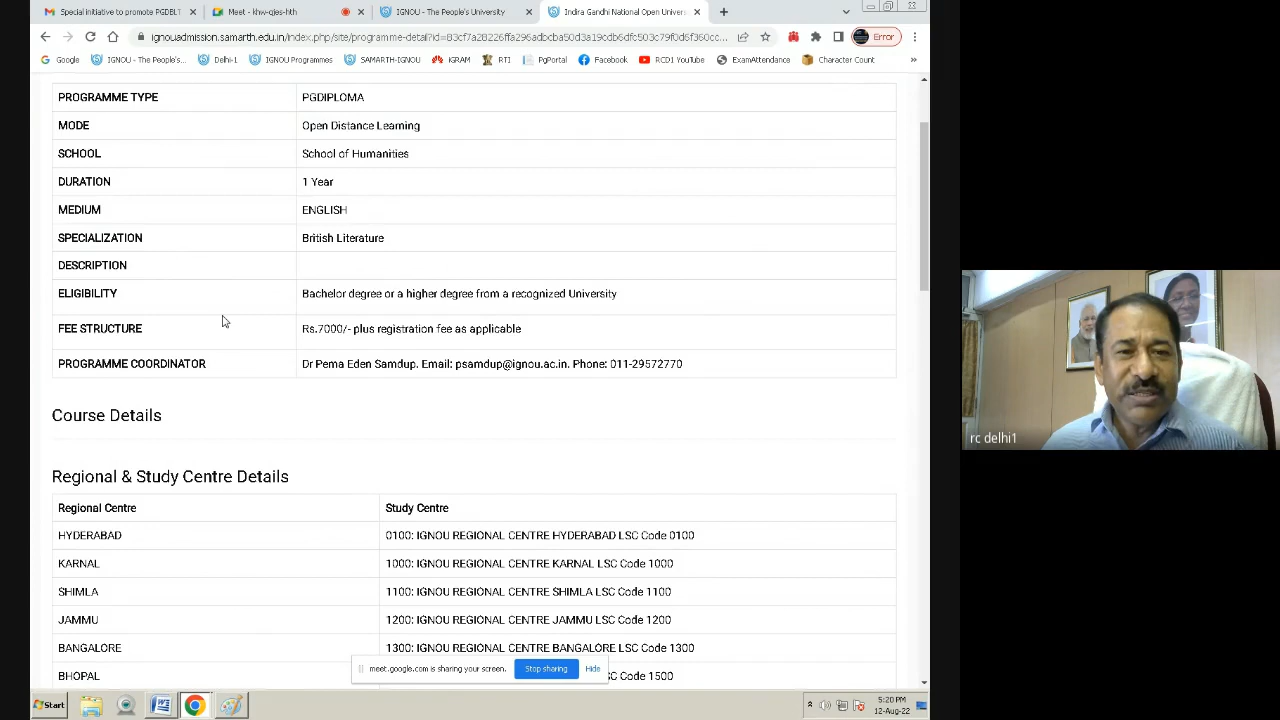 Special initiative to promote PGDBLT
Meet - khw-qjes-hth
IGNOU - The People's University
Indira Gandhi National Open Univers
ignouadmission.samarth.edu.in/index.php/site/programme-detail?id=83cf7a28226ffa296adbcba50d3a19cdb6dfc503c79f0d6f360cc...
Error
Google
IGNOU - The People's...
Delhi-1
IGNOU Programmes
SAMARTH-IGNOU
iGRAM
RTI
PgPortal
Facebook
RCD1 YouTube
ExamAttendance
Character Count
PROGRAMME TYPE PGDIPLOMA
MODE Open Distance Learning
SCHOOL School of Humanities
DURATION 1 Year
MEDIUM ENGLISH
SPECIALIZATION British Literature
DESCRIPTION
ELIGIBILITY Bachelor degree or a higher degree from a recognized University
FEE STRUCTURE Rs.7000/- plus registration fee as applicable
PROGRAMME COORDINATOR Dr Pema Eden Samdup. Email: psamdup@ignou.ac.in. Phone: 011-29572770
Course Details
Regional & Study Centre Details
Regional Centre Study Centre
HYDERABAD 0100: IGNOU REGIONAL CENTRE HYDERABAD LSC Code 0100
KARNAL 1000: IGNOU REGIONAL CENTRE KARNAL LSC Code 1000
SHIMLA 1100: IGNOU REGIONAL CENTRE SHIMLA LSC Code 1100
JAMMU 1200: IGNOU REGIONAL CENTRE JAMMU LSC Code 1200
BANGALORE 1300: IGNOU REGIONAL CENTRE BANGALORE LSC Code 1300
BHOPAL SC Code 1500
meet.google.com is sharing your screen.
Stop sharing
Hide
Start
5:20 PM
12-Aug-22
rc delhi1